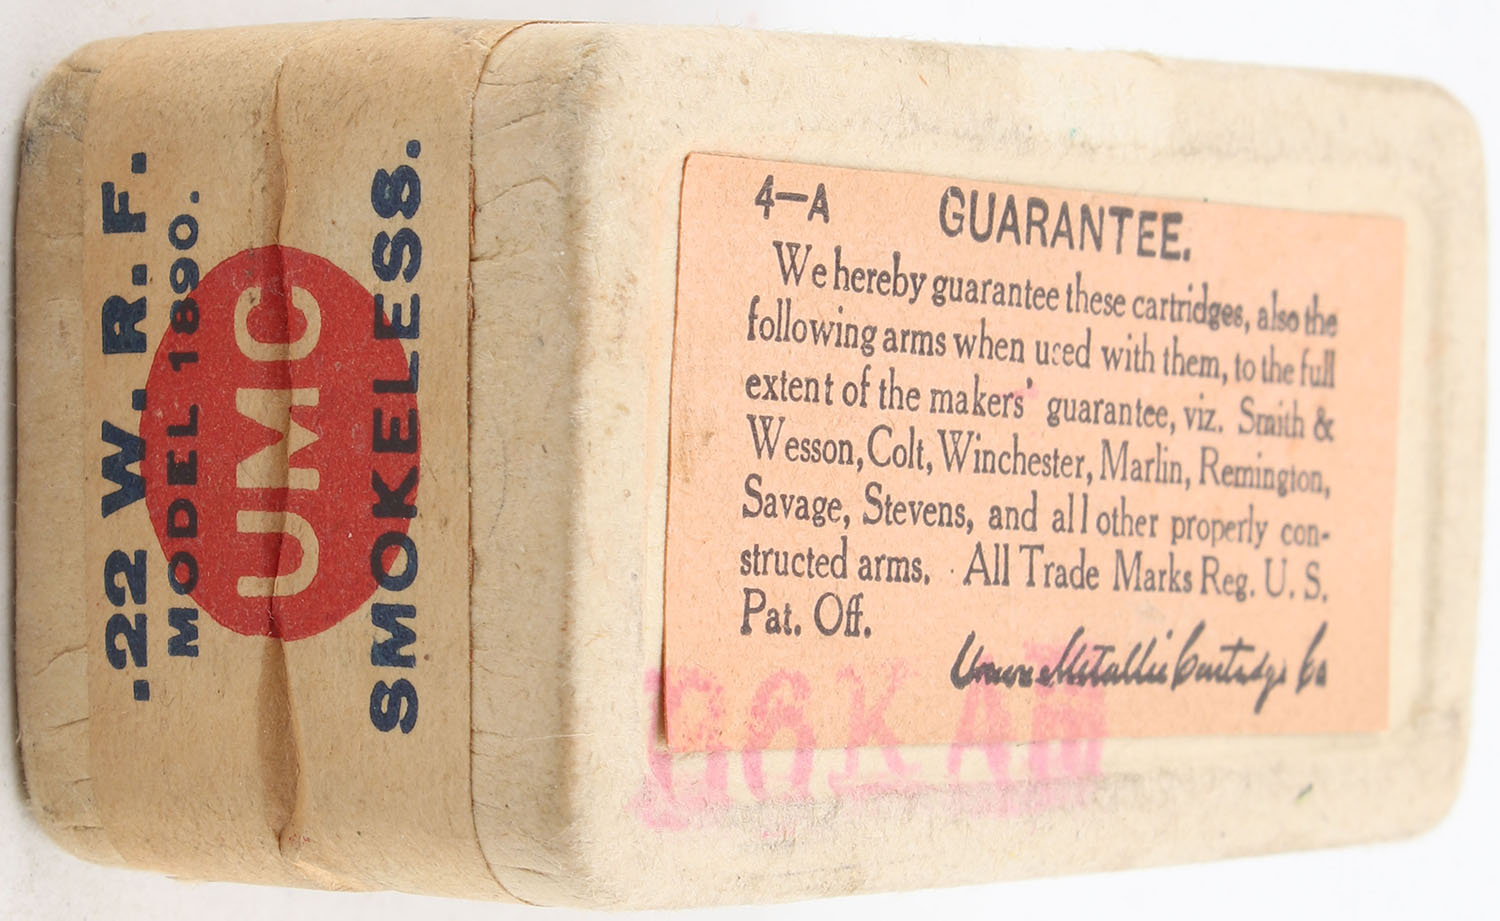 .22 W. R. F.
MODEL 1890.
UMC
SMOKELESS.
4—A GUARANTEE.
We hereby guarantee these cartridges, also the
following arms when used with them, to the full
extent of the makers' guarantee, viz. Smith &
Wesson, Colt, Winchester, Marlin, Remington,
Savage, Stevens, and all other properly con-
structed arms. All Trade Marks Reg. U. S.
Pat. Off.
Union Metallic Cartridge Co